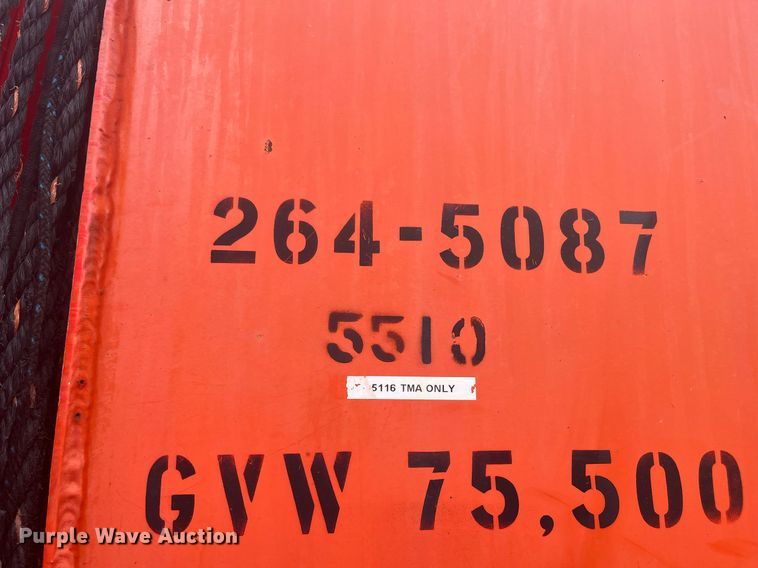 264-5087
5510
5116 TMA ONLY
GVW 75,500
Purple Wave Auction